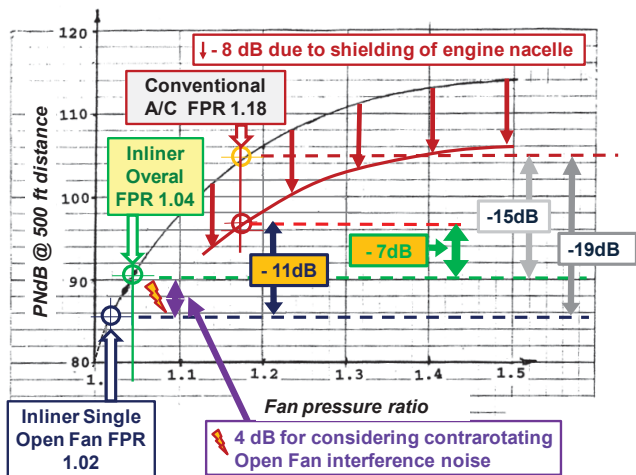 120
- 8 dB due to shielding of engine nacelle
Conventional
A/C FPR 1.18
110
Inliner
Overal
FPR 1.04
100
-15dB
- 7dB
-19dB
- 11dB
90
80
1.
1.1
1.2
1.3
1.4
1.5
PNdB @ 500 ft distance
Fan pressure ratio
Inliner Single
Open Fan FPR
1.02
4 dB for considering contrarotating
Open Fan interference noise